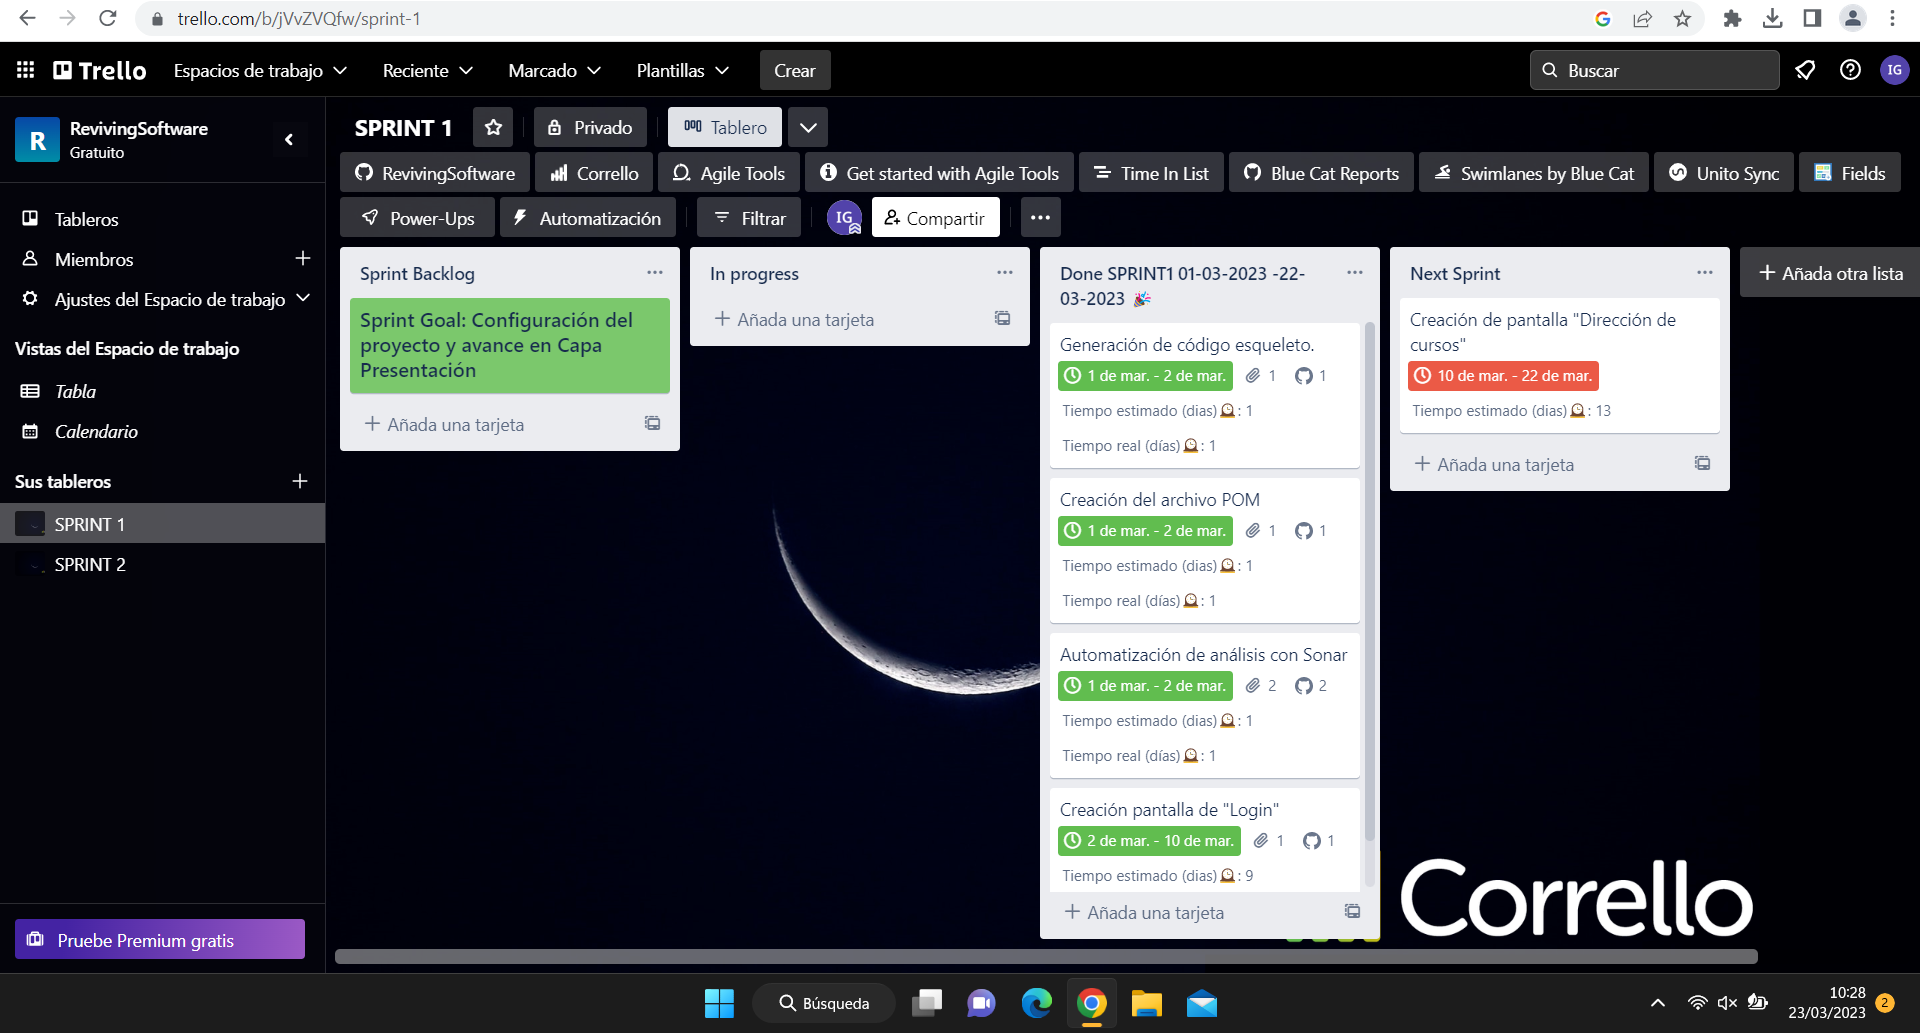 trello.com/b/jVvZVQfw/sprint-1
Trello
Espacios de trabajo
Reciente
Marcado
Plantillas
Crear
Buscar
IG
R
RevivingSoftware
Gratuito
SPRINT 1
Privado
Tablero
RevivingSoftware
Corrello
Agile Tools
Get started with Agile Tools
Time In List
Blue Cat Reports
Swimlanes by Blue Cat
Unito Sync
Fields
Power-Ups
Automatización
Filtrar
IG
Compartir
Tableros
Miembros
Ajustes del Espacio de trabajo
Vistas del Espacio de trabajo
Tabla
Calendario
Sus tableros
SPRINT 1
SPRINT 2
Pruebe Premium gratis
Sprint Backlog
Sprint Goal: Configuración del
proyecto y avance en Capa
Presentación
+ Añada una tarjeta
In progress
+ Añada una tarjeta
Done SPRINT1 01-03-2023 -22-
03-2023 🎉
Generación de código esqueleto.
1 de mar. - 2 de mar. 1 1
Tiempo estimado (dias)🕰: 1
Tiempo real (días)🕰: 1
Creación del archivo POM
1 de mar. - 2 de mar. 1 1
Tiempo estimado (dias)🕰: 1
Tiempo real (días)🕰: 1
Automatización de análisis con Sonar
1 de mar. - 2 de mar. 2 2
Tiempo estimado (dias)🕰: 1
Tiempo real (días)🕰: 1
Creación pantalla de "Login"
2 de mar. - 10 de mar. 1 1
Tiempo estimado (dias)🕰: 9
+ Añada una tarjeta
Next Sprint
Creación de pantalla "Dirección de
cursos"
10 de mar. - 22 de mar.
Tiempo estimado (dias)🕰: 13
+ Añada una tarjeta
+ Añada otra lista
Corrello
Búsqueda
10:28
23/03/2023
2